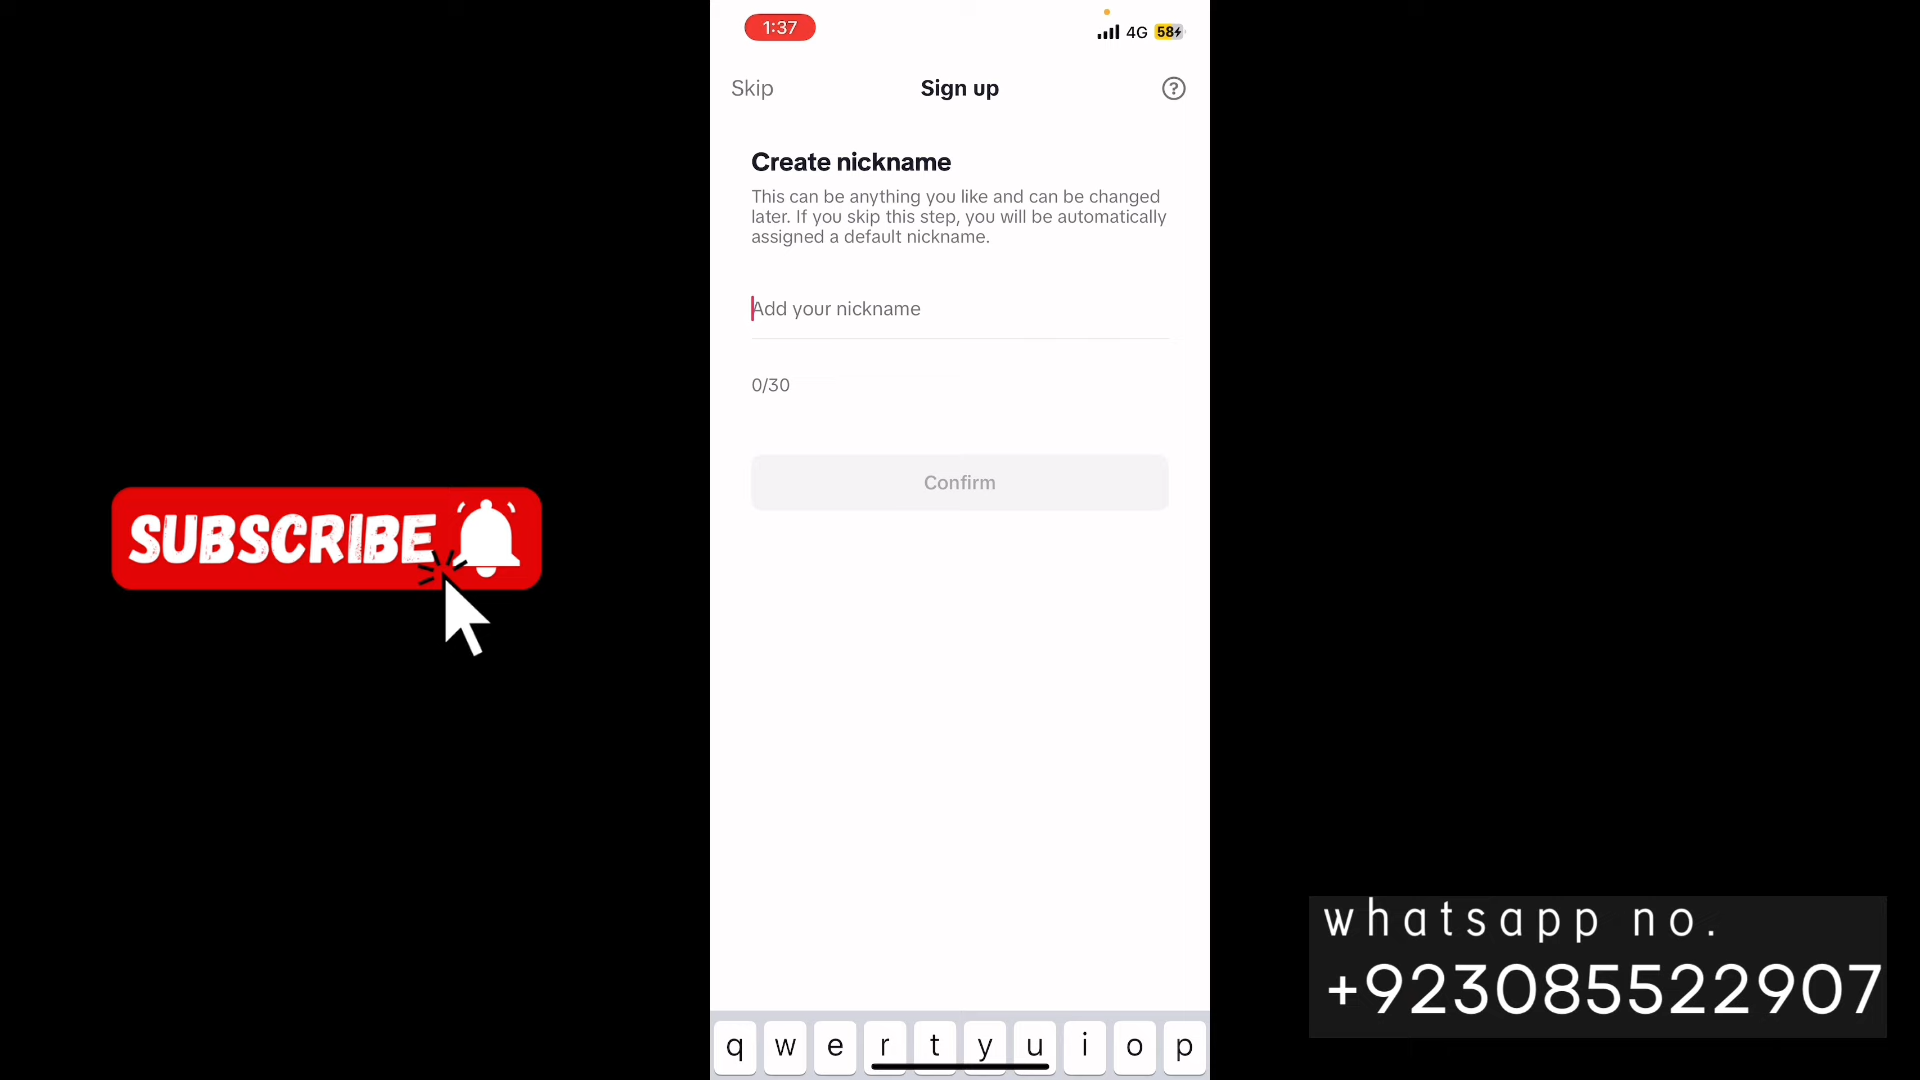 1:37
4G 58
Skip
Sign up
?
Create nickname
This can be anything you like and can be changed
later. If you skip this step, you will be automatically
assigned a default nickname.
Add your nickname
0/30
Confirm
SUBSCRIBE
whatsapp no.
+923085522907
q w e r t y u i o p